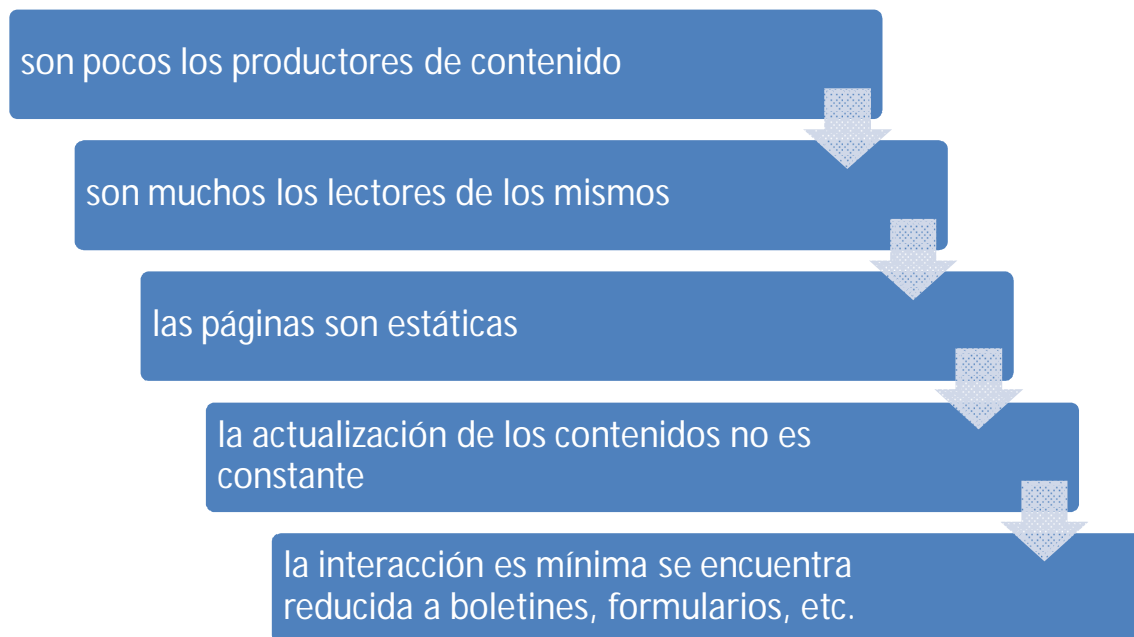 son pocos los productores de contenido
son muchos los lectores de los mismos
las páginas son estáticas
la actualización de los contenidos no es
constante
la interacción es mínima se encuentra
reducida a boletines, formularios, etc.